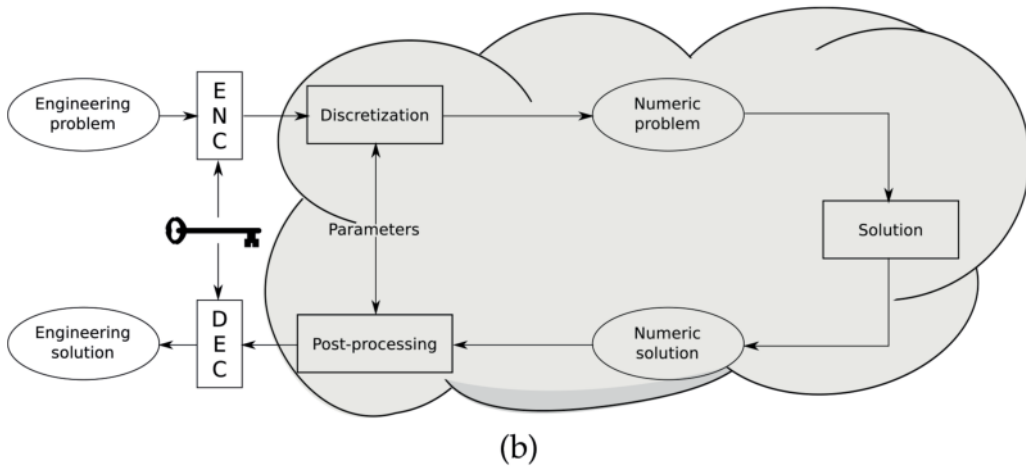 Engineering
problem
E
N
C
Discretization
Numeric
problem
Parameters
Solution
Engineering
solution
D
E
C
Post-processing
Numeric
solution
(b)